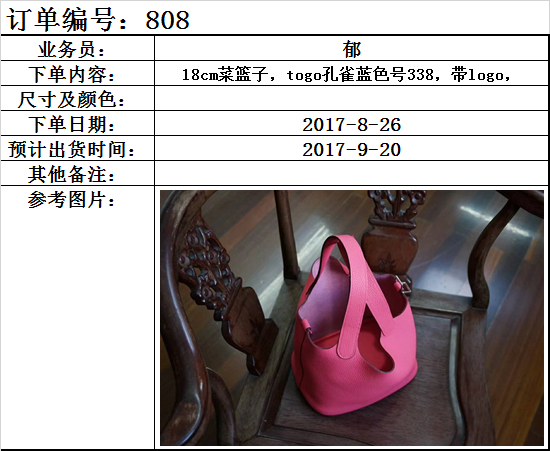 订单编号：808
业务员： 郁
下单内容： 18cm菜篮子，togo孔雀蓝色号338，带logo，
尺寸及颜色：
下单日期： 2017-8-26
预计出货时间： 2017-9-20
其他备注：
参考图片：